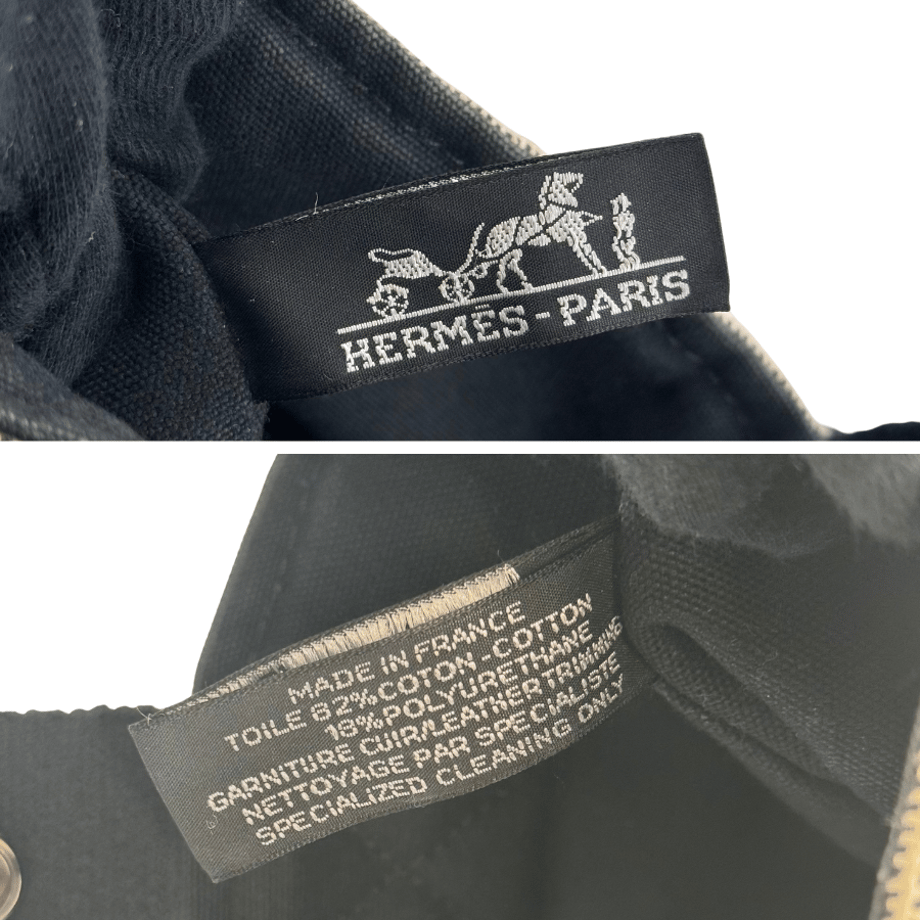 HERMÈS-PARIS
MADE IN FRANCE
TOILE 82% COTON-COTTON
18% POLYURETHANE
GARNITURE CUIR/LEATHER TRIMMING
NETTOYAGE PAR SPECIALISTE
SPECIALIZED CLEANING ONLY